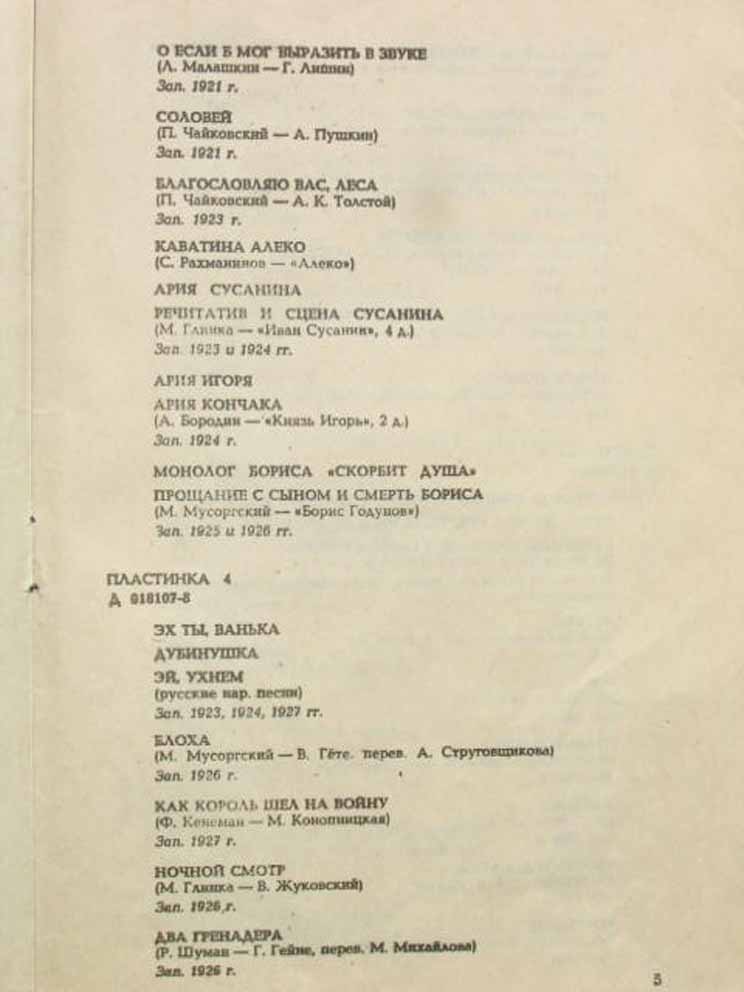 О ЕСЛИ Б МОГ ВЫРАЗИТЬ В ЗВУКЕ
(Л. Малашкин — Г. Лишин)
Зап. 1921 г.
СОЛОВЕЙ
(П. Чайковский — А. Пушкин)
Зап. 1921 г.
БЛАГОСЛОВЛЯЮ ВАС, ЛЕСА
(П. Чайковский — А. К. Толстой)
Зап. 1923 г.
КАВАТИНА АЛЕКО
(С. Рахманинов — «Алеко»)
АРИЯ СУСАНИНА
РЕЧИТАТИВ И СЦЕНА СУСАНИНА
(М. Глинка — «Иван Сусанин», 4 д.)
Зап. 1923 и 1924 гг.
АРИЯ ИГОРЯ
АРИЯ КОНЧАКА
(А. Бородин — «Князь Игорь», 2 д.)
Зап. 1924 г.
МОНОЛОГ БОРИСА «СКОРБИТ ДУША»
ПРОЩАНИЕ С СЫНОМ И СМЕРТЬ БОРИСА
(М. Мусоргский — «Борис Годунов»)
Зап. 1925 и 1926 гг.
ПЛАСТИНКА 4
Д 018107-8
ЭХ ТЫ, ВАНЬКА
ДУБИНУШКА
ЭЙ, УХНЕМ
(русские нар. песни)
Зап. 1923, 1924, 1927 гг.
БЛОХА
(М. Мусоргский — В. Гёте. перев. А. Струговщикова)
Зап. 1926 г.
КАК КОРОЛЬ ШЕЛ НА ВОЙНУ
(Ф. Кенеман — М. Конопницкая)
Зап. 1927 г.
НОЧНОЙ СМОТР
(М. Глинка — В. Жуковский)
Зап. 1926 г.
ДВА ГРЕНАДЕРА
(Р. Шуман — Г. Гейне, перев. М. Михайлова)
Зап. 1926 г.
5